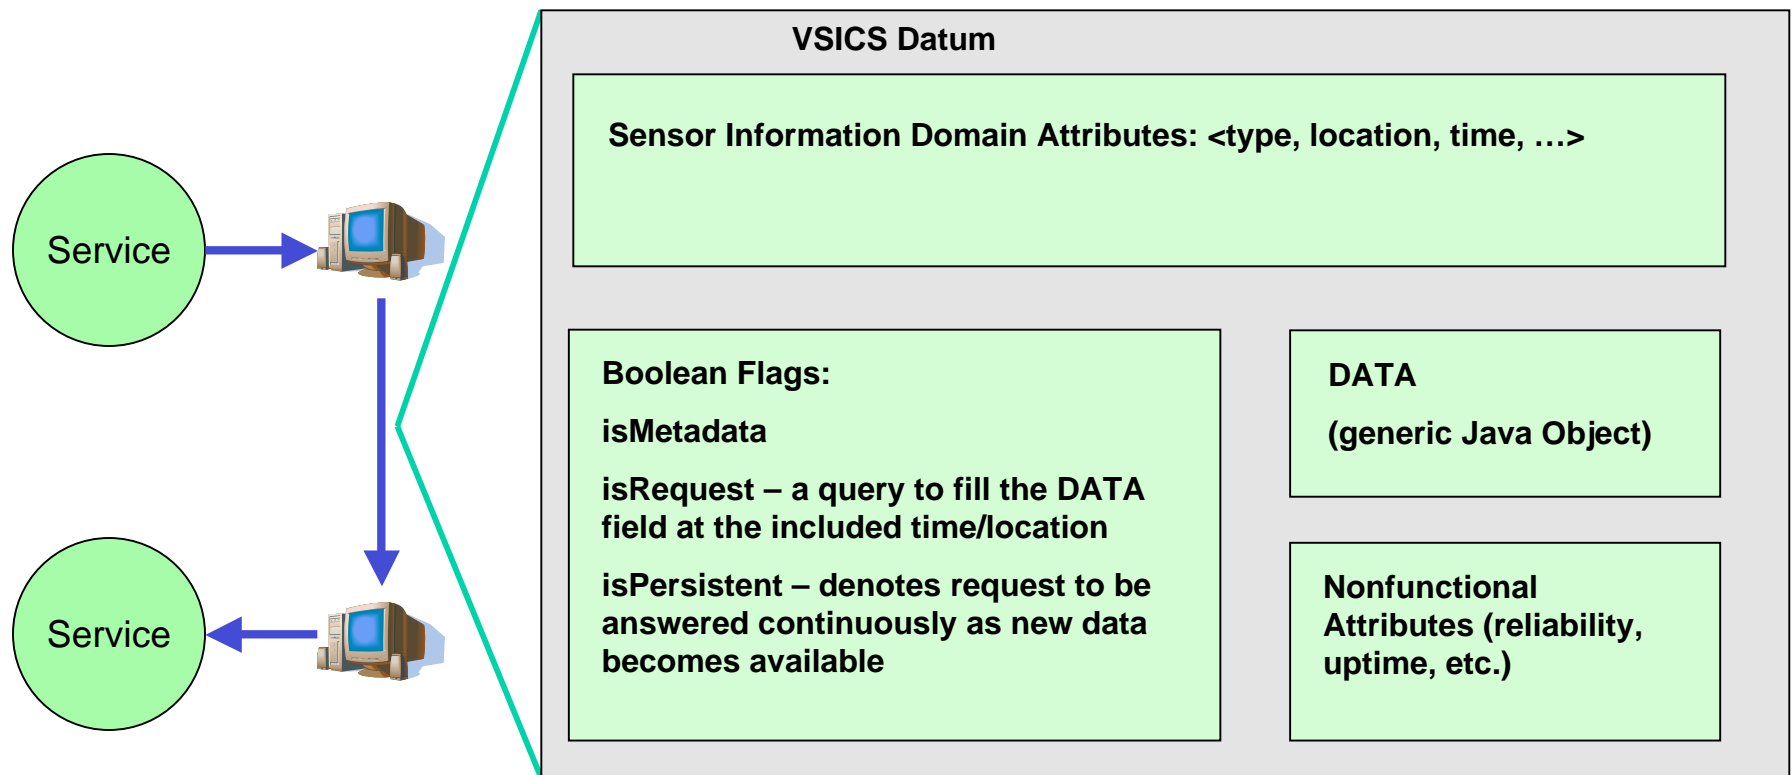 VSICS Datum
Sensor Information Domain Attributes: <type, location, time, …>
Service
Boolean Flags:
isMetadata
isRequest – a query to fill the DATA
field at the included time/location
isPersistent – denotes request to be
answered continuously as new data
becomes available
DATA
(generic Java Object)
Nonfunctional
Attributes (reliability,
uptime, etc.)
Service